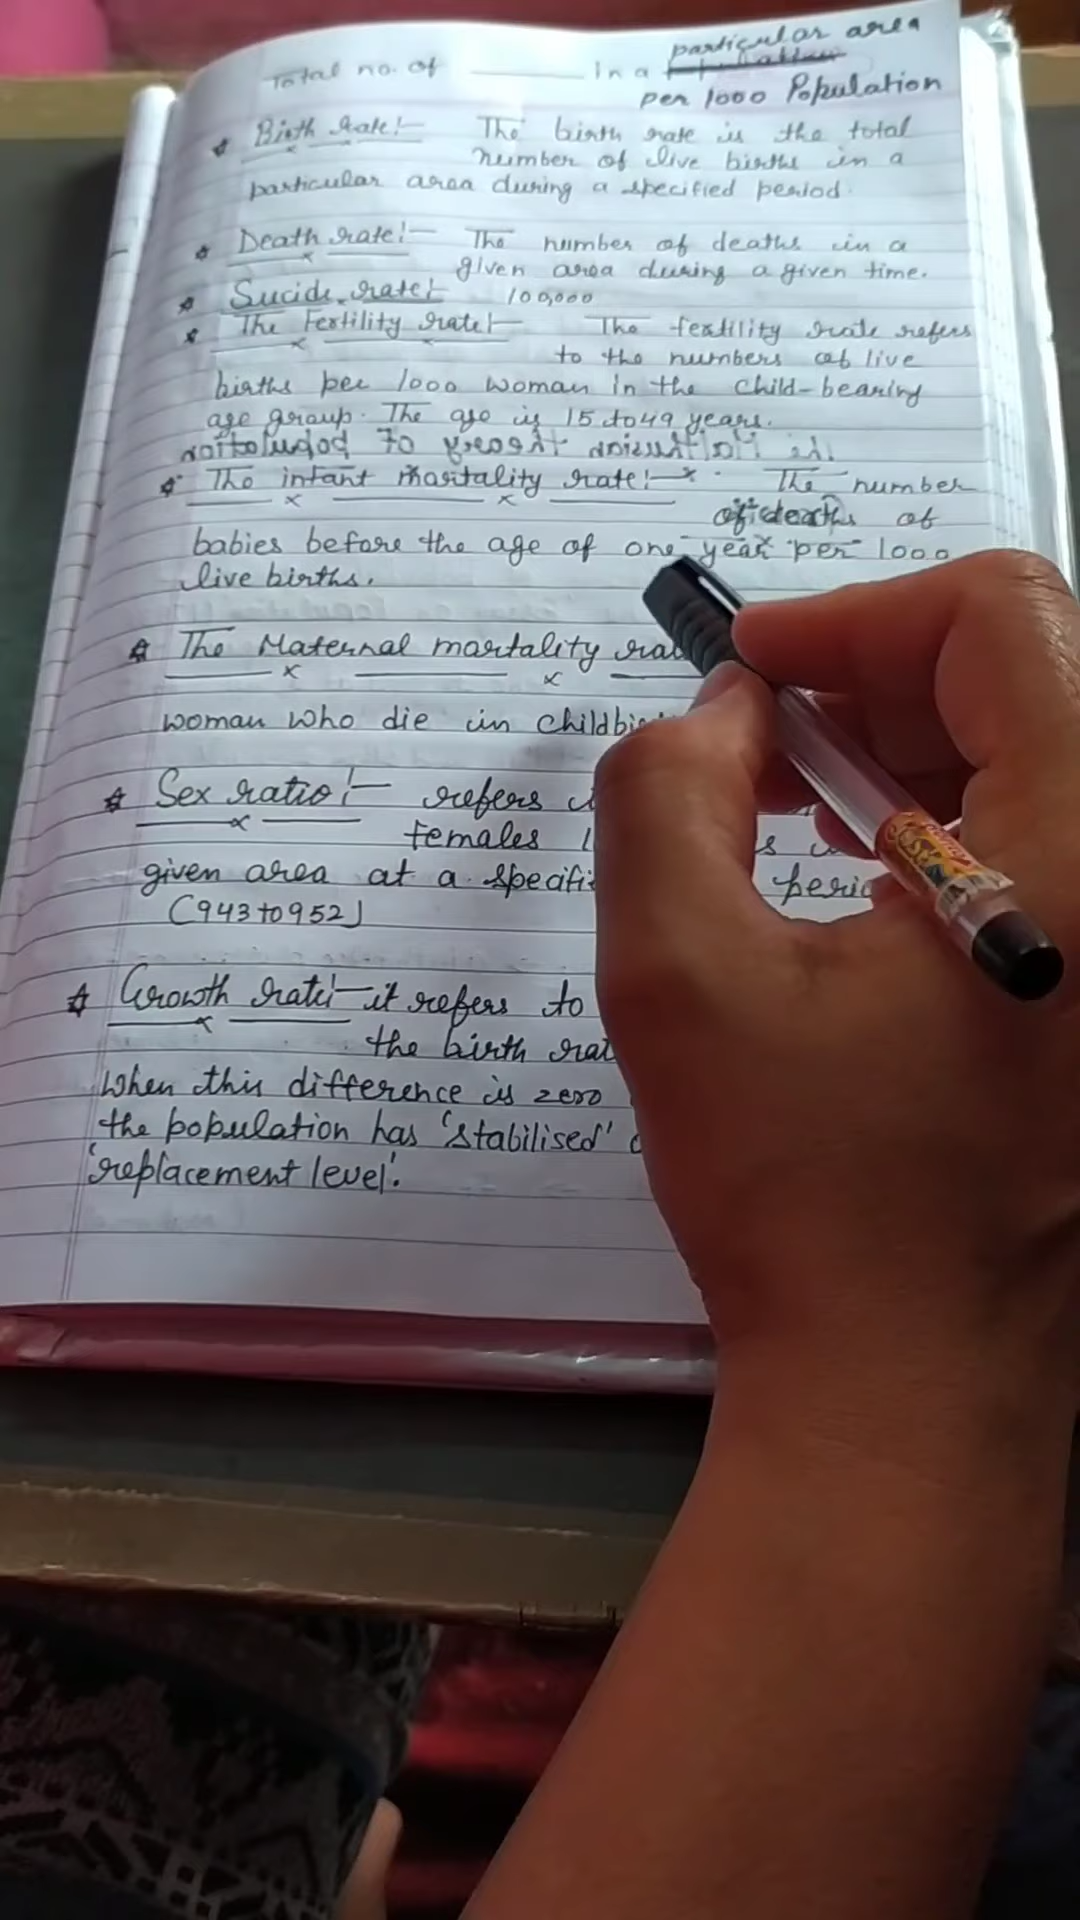 Total no. of ______ in a particular area
per 1000 Population
Birth rate:- The birth rate is the total
number of live births in a
particular area during a specified period.
Death rate:- The number of deaths in a
given area during a given time.
Sucide rate:- 100,000
The Fertility rate:- The fertility rate refers
to the numbers of live
births per 1000 woman in the child-bearing
age group. The age is 15 to 49 years.
The infant mortality rate:- The number
of deaths of
babies before the age of one year per 1000
live births.
The Maternal mortality
woman who die in
Sex ratio:- refers
females
given area at a
(943 to 952)
Growth rate:- it refers to
the birth
When this difference is zero
the population has 'stabilised'
'replacement level'.